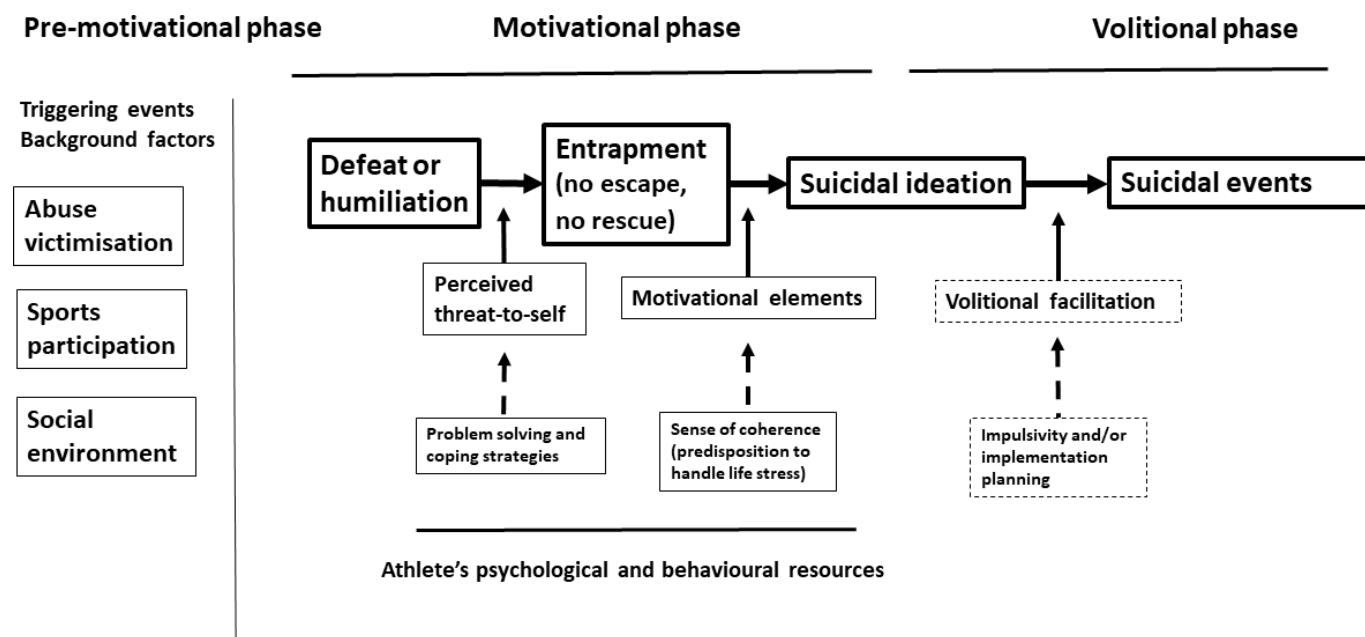 Pre-motivational phase
Motivational phase
Volitional phase
Triggering events
Background factors
Abuse
victimisation
Sports
participation
Social
environment
Defeat or
humiliation
Entrapment
(no escape,
no rescue)
Suicidal ideation
Suicidal events
Perceived
threat-to-self
Motivational elements
Volitional facilitation
Problem solving and
coping strategies
Sense of coherence
(predisposition to
handle life stress)
Impulsivity and/or
implementation
planning
Athlete's psychological and behavioural resources